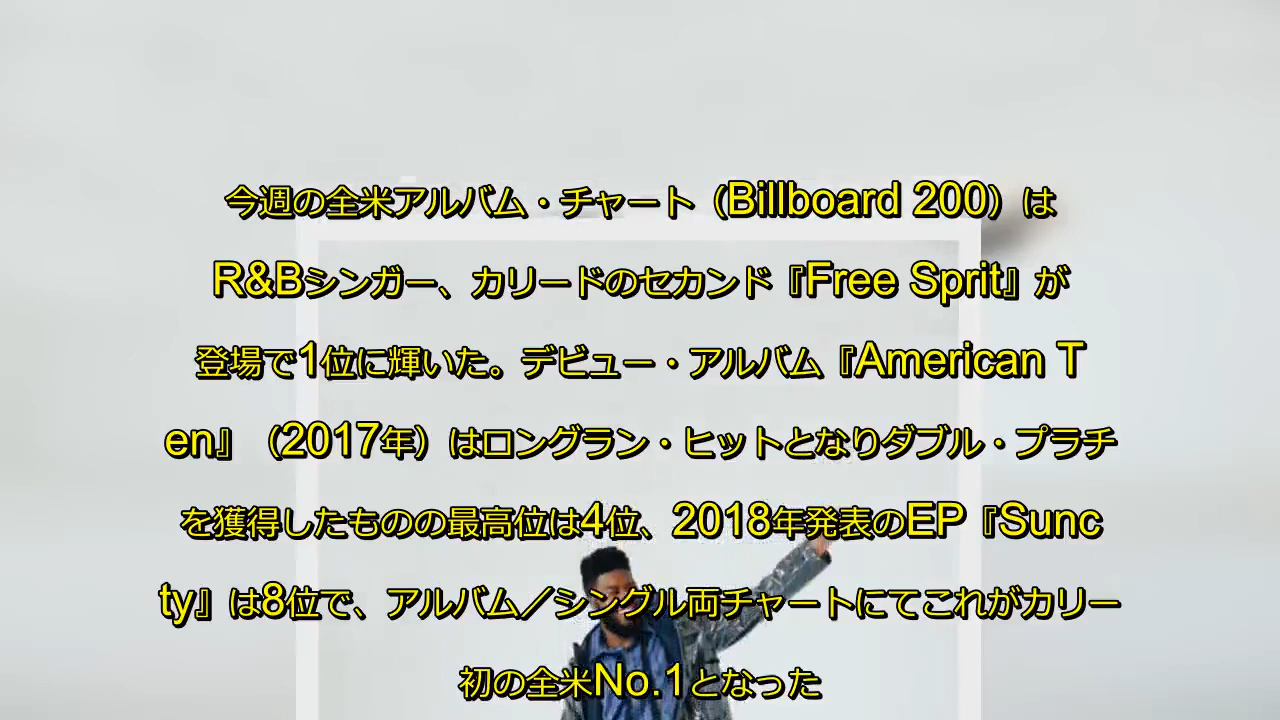 今週の全米アルバム・チャート（Billboard 200）は
R&Bシンガー、カリードのセカンド『Free Sprit』が
登場で1位に輝いた。デビュー・アルバム『American T
en』（2017年）はロングラン・ヒットとなりダブル・プラチ
を獲得したものの最高位は4位、2018年発表のEP『Sunc
ty』は8位で、アルバム／シングル両チャートにてこれがカリー
初の全米No.1となった